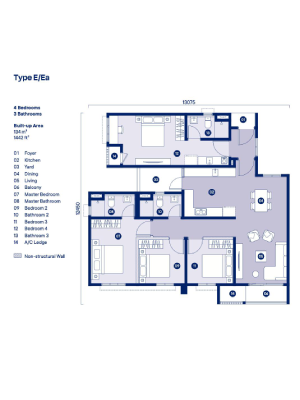 Type E/Ea
4 Bedrooms
3 Bathrooms
Built-up Area
134 m²
1442 ft²
01 Foyer
02 Kitchen
03 Yard
04 Dining
05 Living
06 Balcony
07 Master Bedroom
08 Master Bathroom
09 Bedroom 2
10 Bathroom 2
11 Bedroom 3
12 Bedroom 4
13 Bathroom 3
14 A/C Ledge
Non-structural Wall